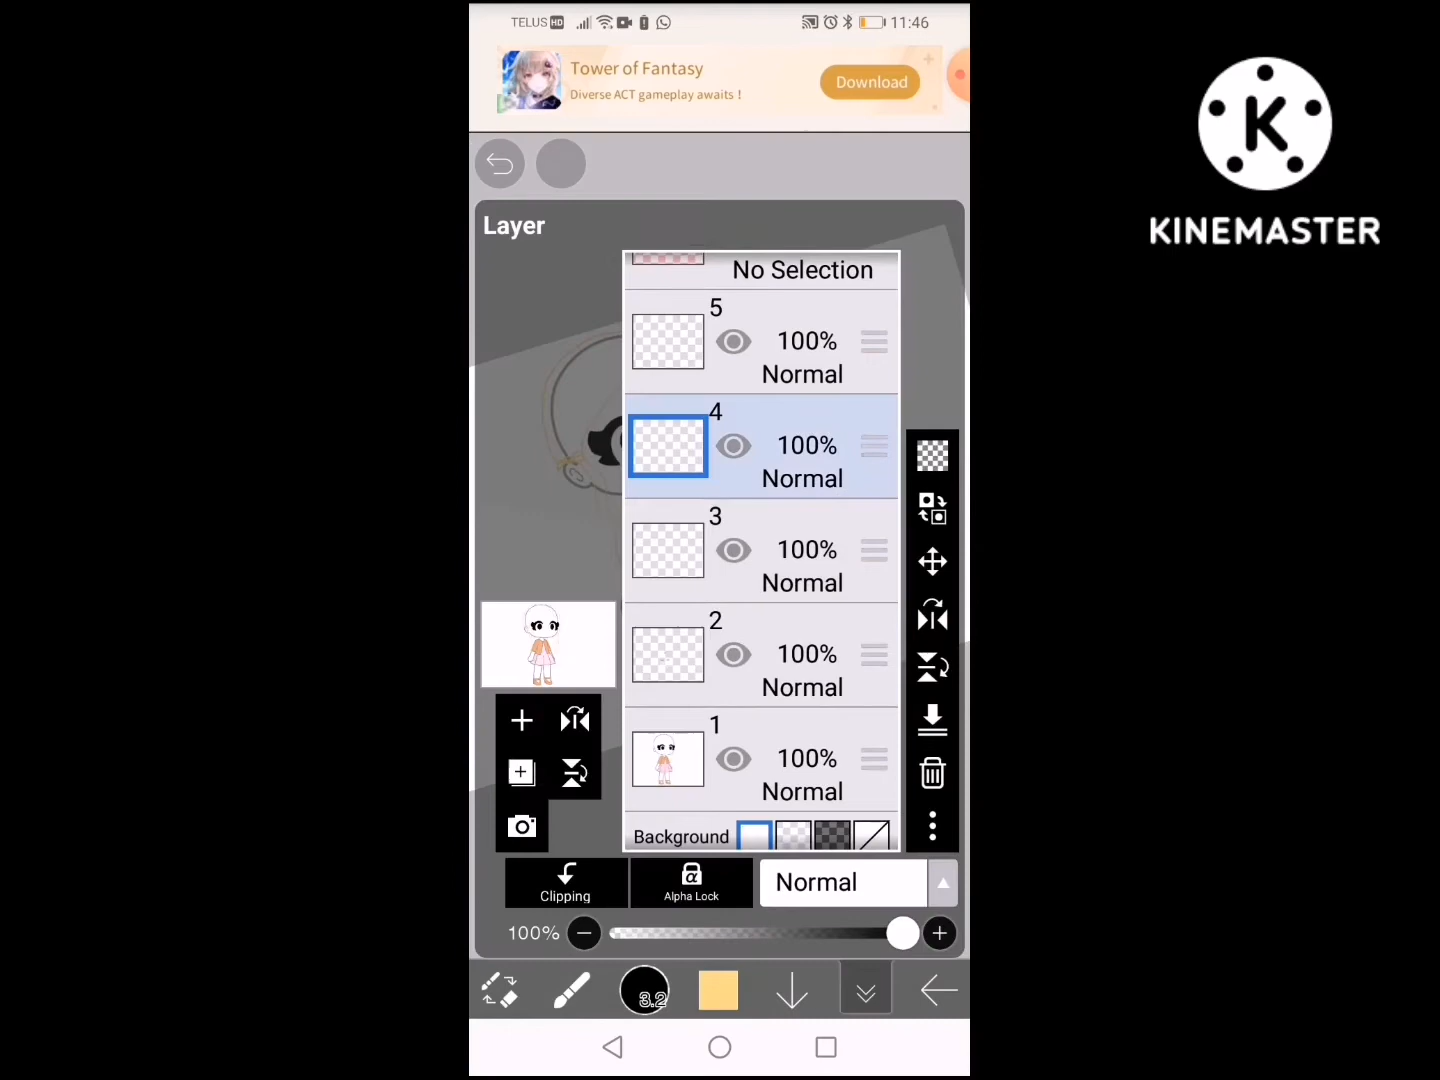 TELUS HD
11:46
Tower of Fantasy
Diverse ACT gameplay awaits !
Download
K
KINEMASTER
Layer
No Selection
5
100%
Normal
4
100%
Normal
3
100%
Normal
2
100%
Normal
1
100%
Normal
Background
Clipping
α
Alpha Lock
Normal
100%
3.2